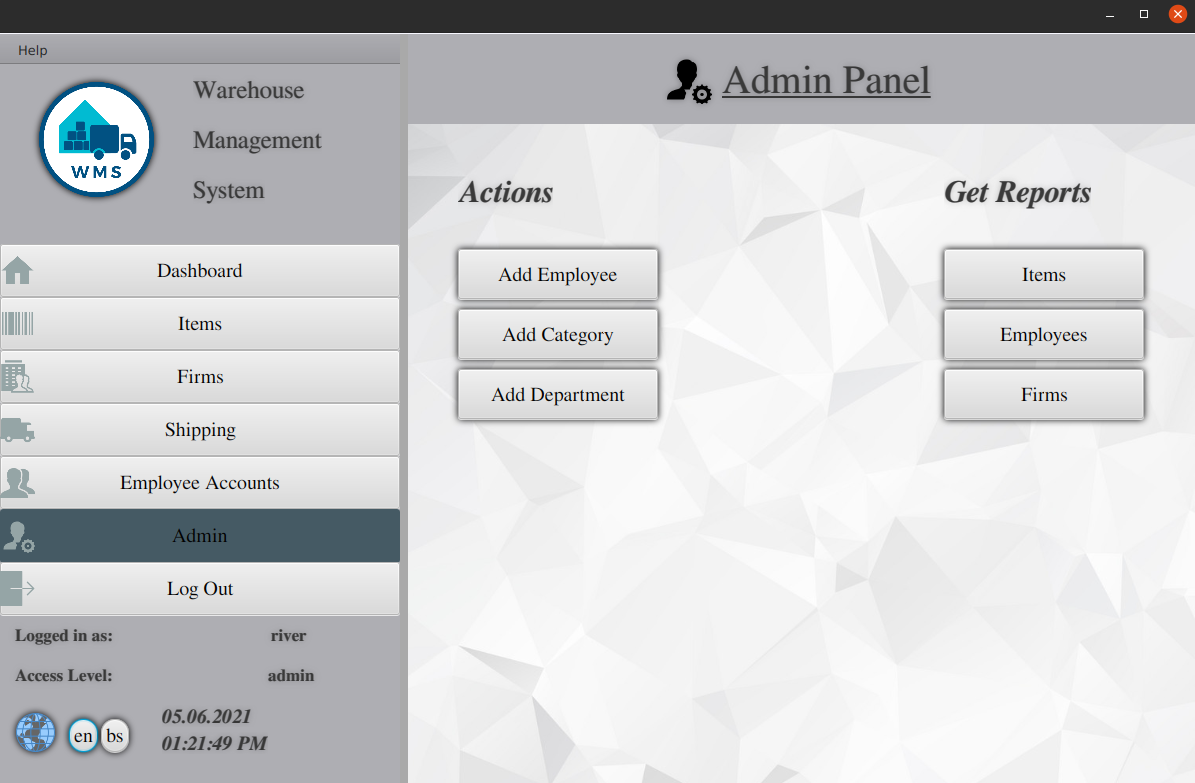 Help
WMS
Warehouse
Management
System
Dashboard
Items
Firms
Shipping
Employee Accounts
Admin
Log Out
Logged in as: river
Access Level: admin
en bs
05.06.2021
01:21:49 PM
Admin Panel
Actions
Add Employee
Add Category
Add Department
Get Reports
Items
Employees
Firms